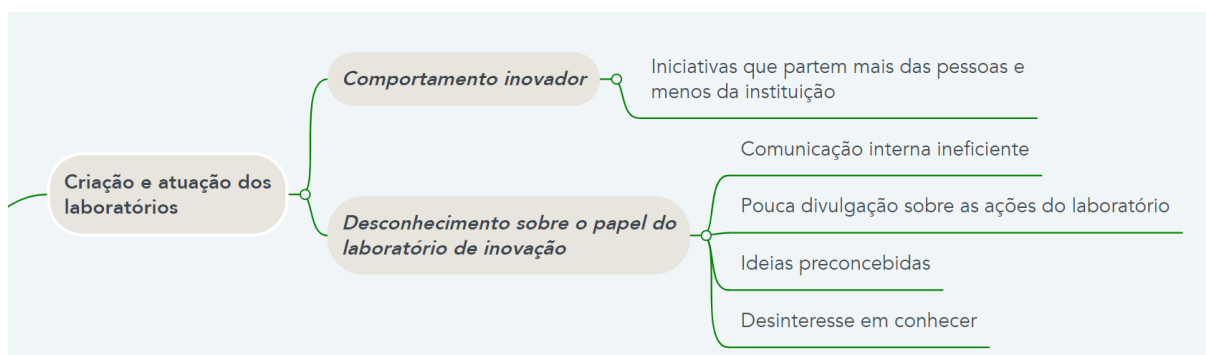 Criação e atuação dos
laboratórios
Comportamento inovador
Iniciativas que partem mais das pessoas e
menos da instituição
Desconhecimento sobre o papel do
laboratório de inovação
Comunicação interna ineficiente
Pouca divulgação sobre as ações do laboratório
Ideias preconcebidas
Desinteresse em conhecer